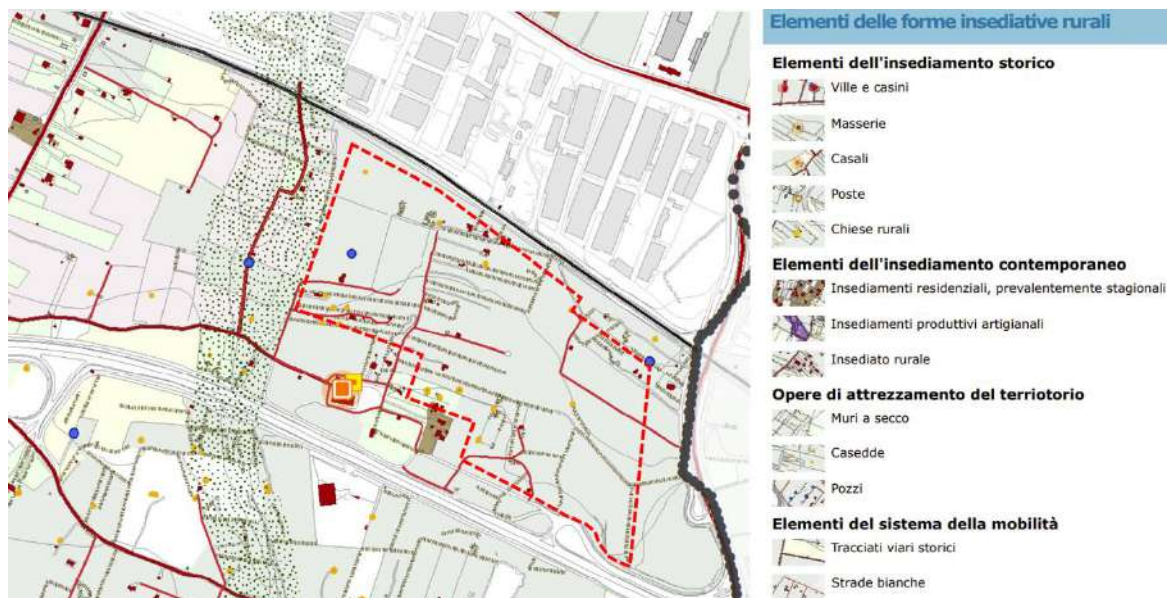 Elementi delle forme insediative rurali
Elementi dell'insediamento storico
Ville e casini
Masserie
Casali
Poste
Chiese rurali
Elementi dell'insediamento contemporaneo
Insediamenti residenziali, prevalentemente stagionali
Insediamenti produttivi artigianali
Insediato rurale
Opere di attrezzamento del terriotorio
Muri a secco
Casedde
Pozzi
Elementi del sistema della mobilità
Tracciati viari storici
Strade bianche